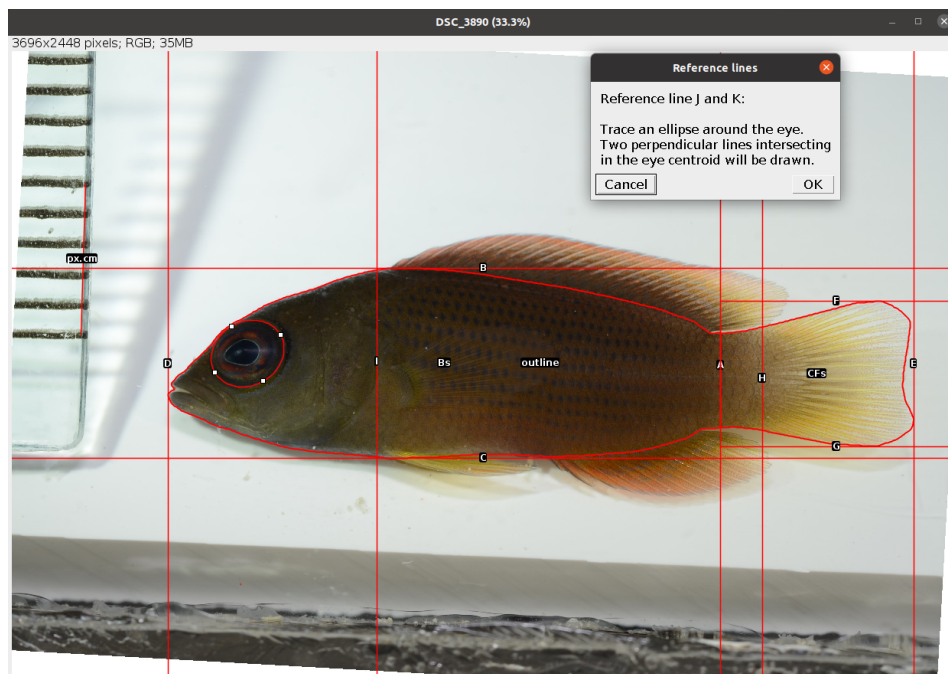 DSC_3890 (33.3%)
3696x2448 pixels; RGB; 35MB
Reference lines
Reference line J and K:
Trace an ellipse around the eye.
Two perpendicular lines intersecting
in the eye centroid will be drawn.
Cancel OK
px.cm
B
F
D I Bs outline A E
H CFs
G
C